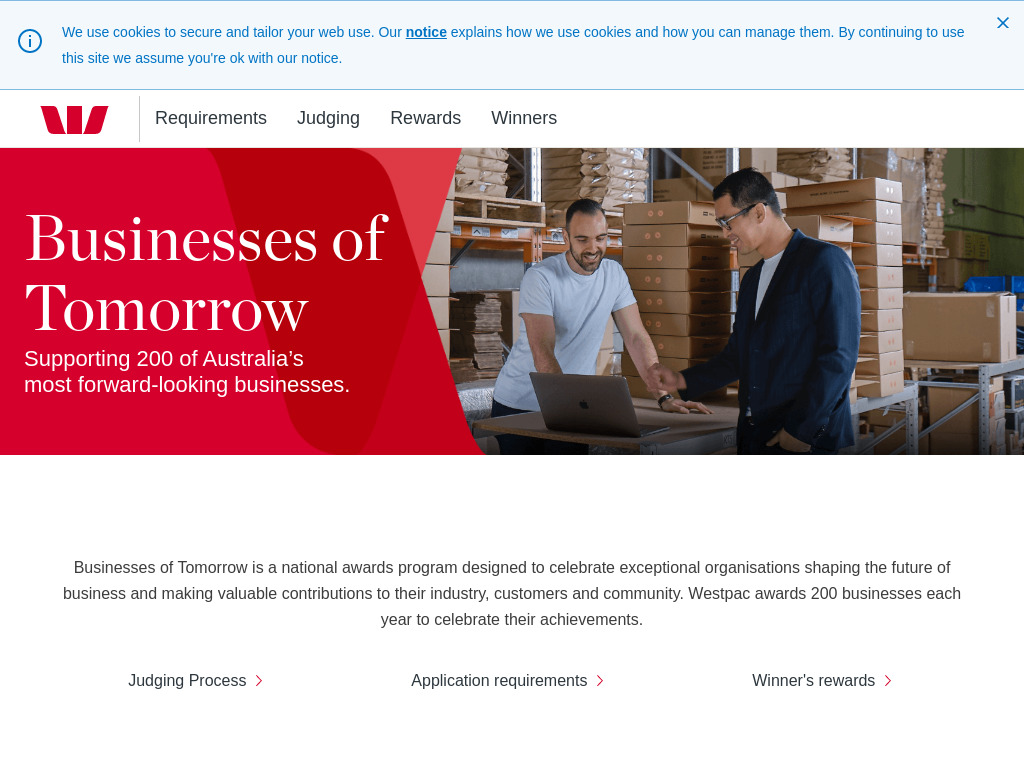 We use cookies to secure and tailor your web use. Our notice explains how we use cookies and how you can manage them. By continuing to use
this site we assume you're ok with our notice.
Requirements
Judging
Rewards
Winners
Businesses of
Tomorrow
Supporting 200 of Australia’s
most forward-looking businesses.
Businesses of Tomorrow is a national awards program designed to celebrate exceptional organisations shaping the future of
business and making valuable contributions to their industry, customers and community. Westpac awards 200 businesses each
year to celebrate their achievements.
Judging Process
Application requirements
Winner's rewards